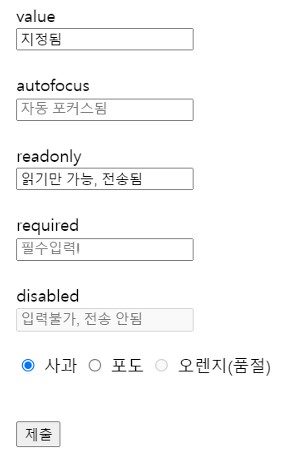 value
지정됨
autofocus
자동 포커스됨
readonly
읽기만 가능, 전송됨
required
필수입력!
disabled
입력불가, 전송 안됨
사과 포도 오렌지(품절)
제출